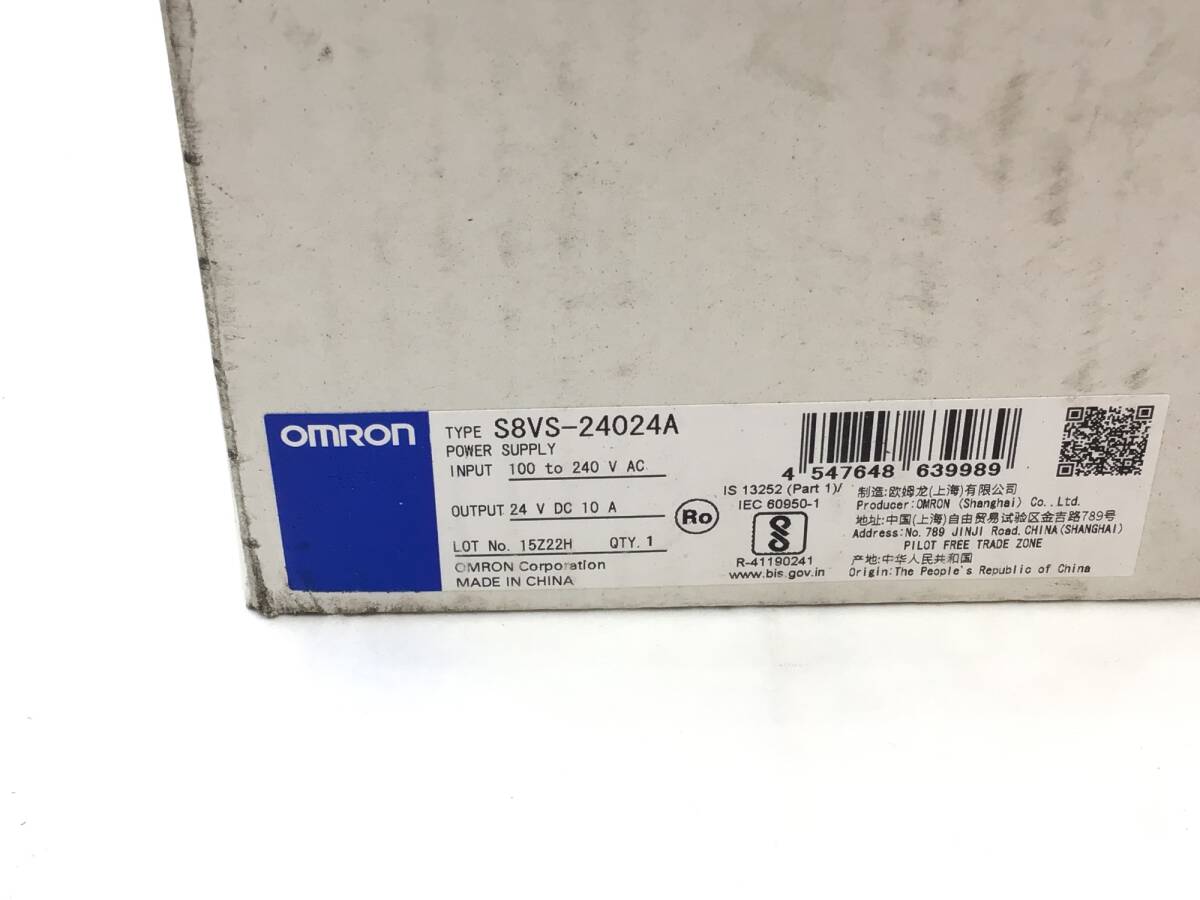 OMRON
TYPE S8VS-24024A
POWER SUPPLY
INPUT 100 to 240 V AC
OUTPUT 24 V DC 10 A
LOT No. 15Z22H QTY. 1
OMRON Corporation
MADE IN CHINA
Ro
4 547648 639989
IS 13252 (Part 1)/
IEC 60950-1
R-41190241
www.bis.gov.in
制造:欧姆龙(上海)有限公司
Producer:OMRON (Shanghai) Co.,Ltd.
地址:中国(上海)自由贸易试验区金吉路789号
Address:No. 789 JINJI Road, CHINA(SHANGHAI)
PILOT FREE TRADE ZONE
产地:中华人民共和国
Origin:The People's Republic of China